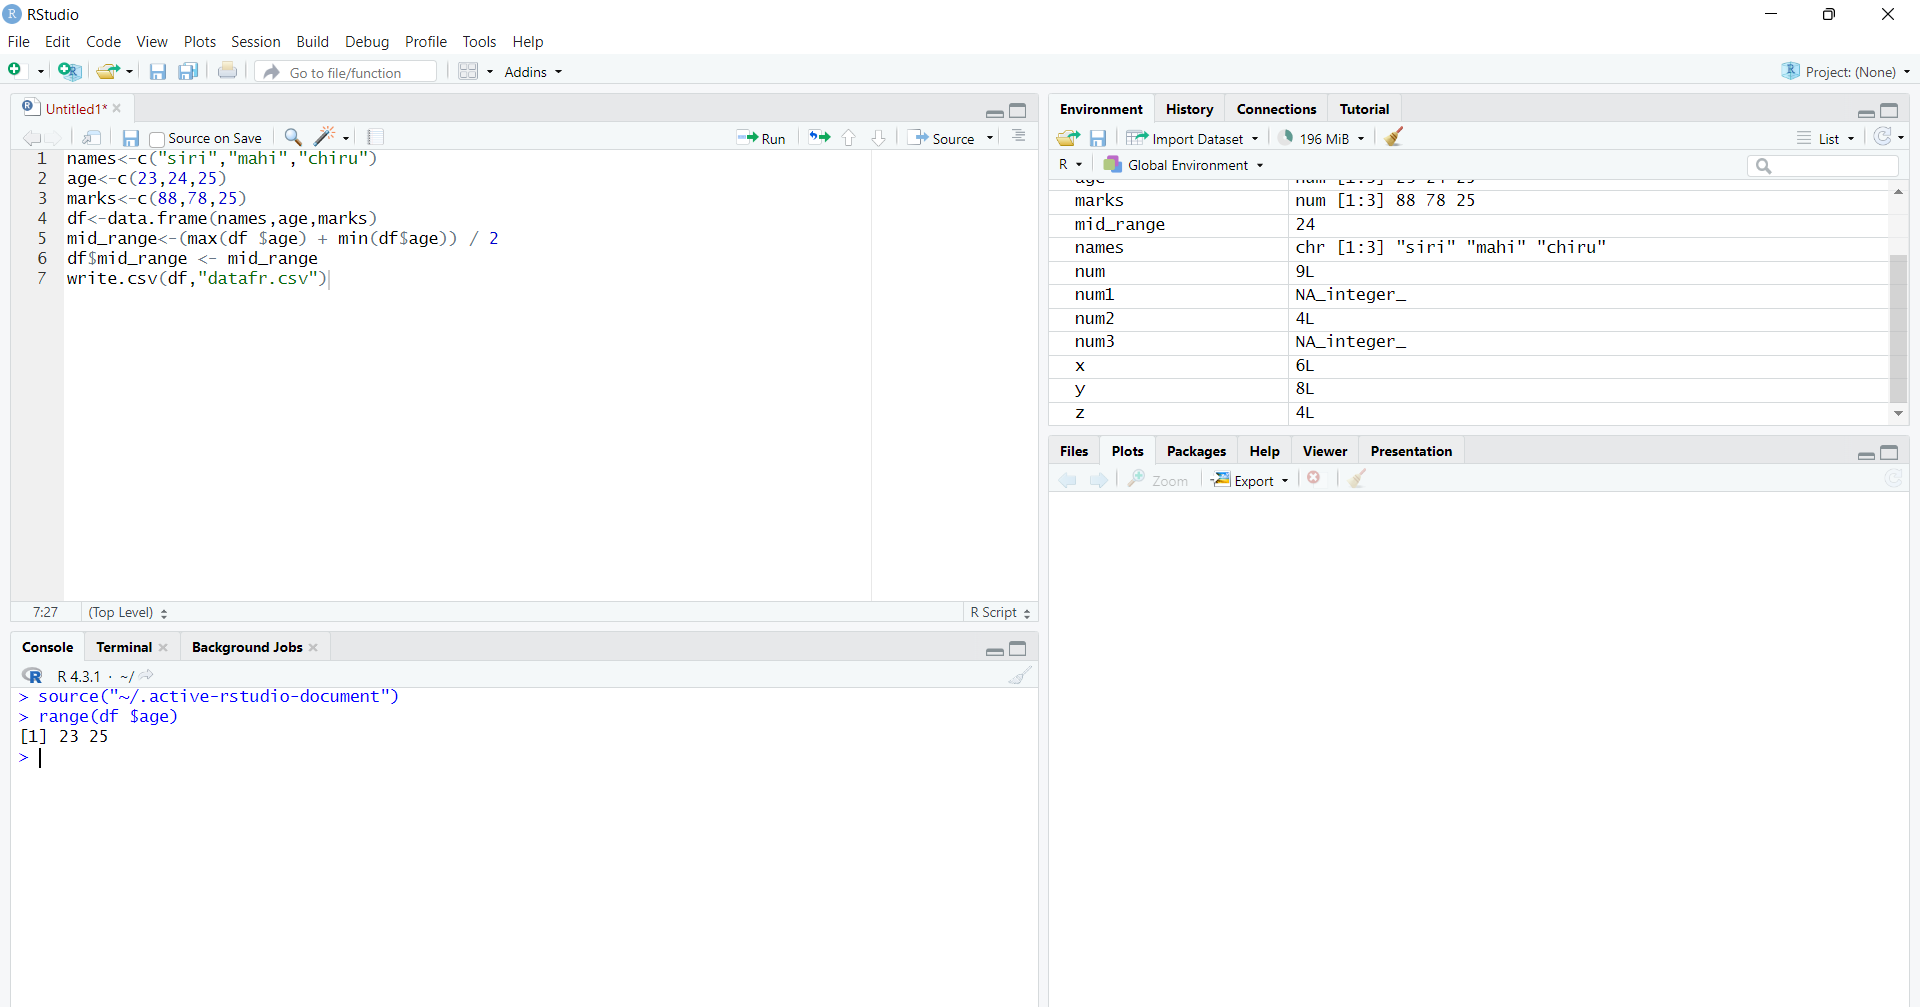 RStudio
File Edit Code View Plots Session Build Debug Profile Tools Help
Go to file/function Addins Project: (None)
Untitled1*
Source on Save Run Source
1 names<-c("siri","mahi","chiru")
2 age<-c(23,24,25)
3 marks<-c(88,78,25)
4 df<-data.frame(names,age,marks)
5 mid_range<-(max(df $age) + min(df$age)) / 2
6 df$mid_range <- mid_range
7 write.csv(df,"datafr.csv")
7:27 (Top Level) R Script
Console Terminal Background Jobs
R 4.3.1 · ~/
> source("~/.active-rstudio-document")
> range(df $age)
[1] 23 25
>
Environment History Connections Tutorial
Import Dataset 196 MiB List
R Global Environment
marks num [1:3] 88 78 25
mid_range 24
names chr [1:3] "siri" "mahi" "chiru"
num 9L
num1 NA_integer_
num2 4L
num3 NA_integer_
x 6L
y 8L
z 4L
Files Plots Packages Help Viewer Presentation
Zoom Export